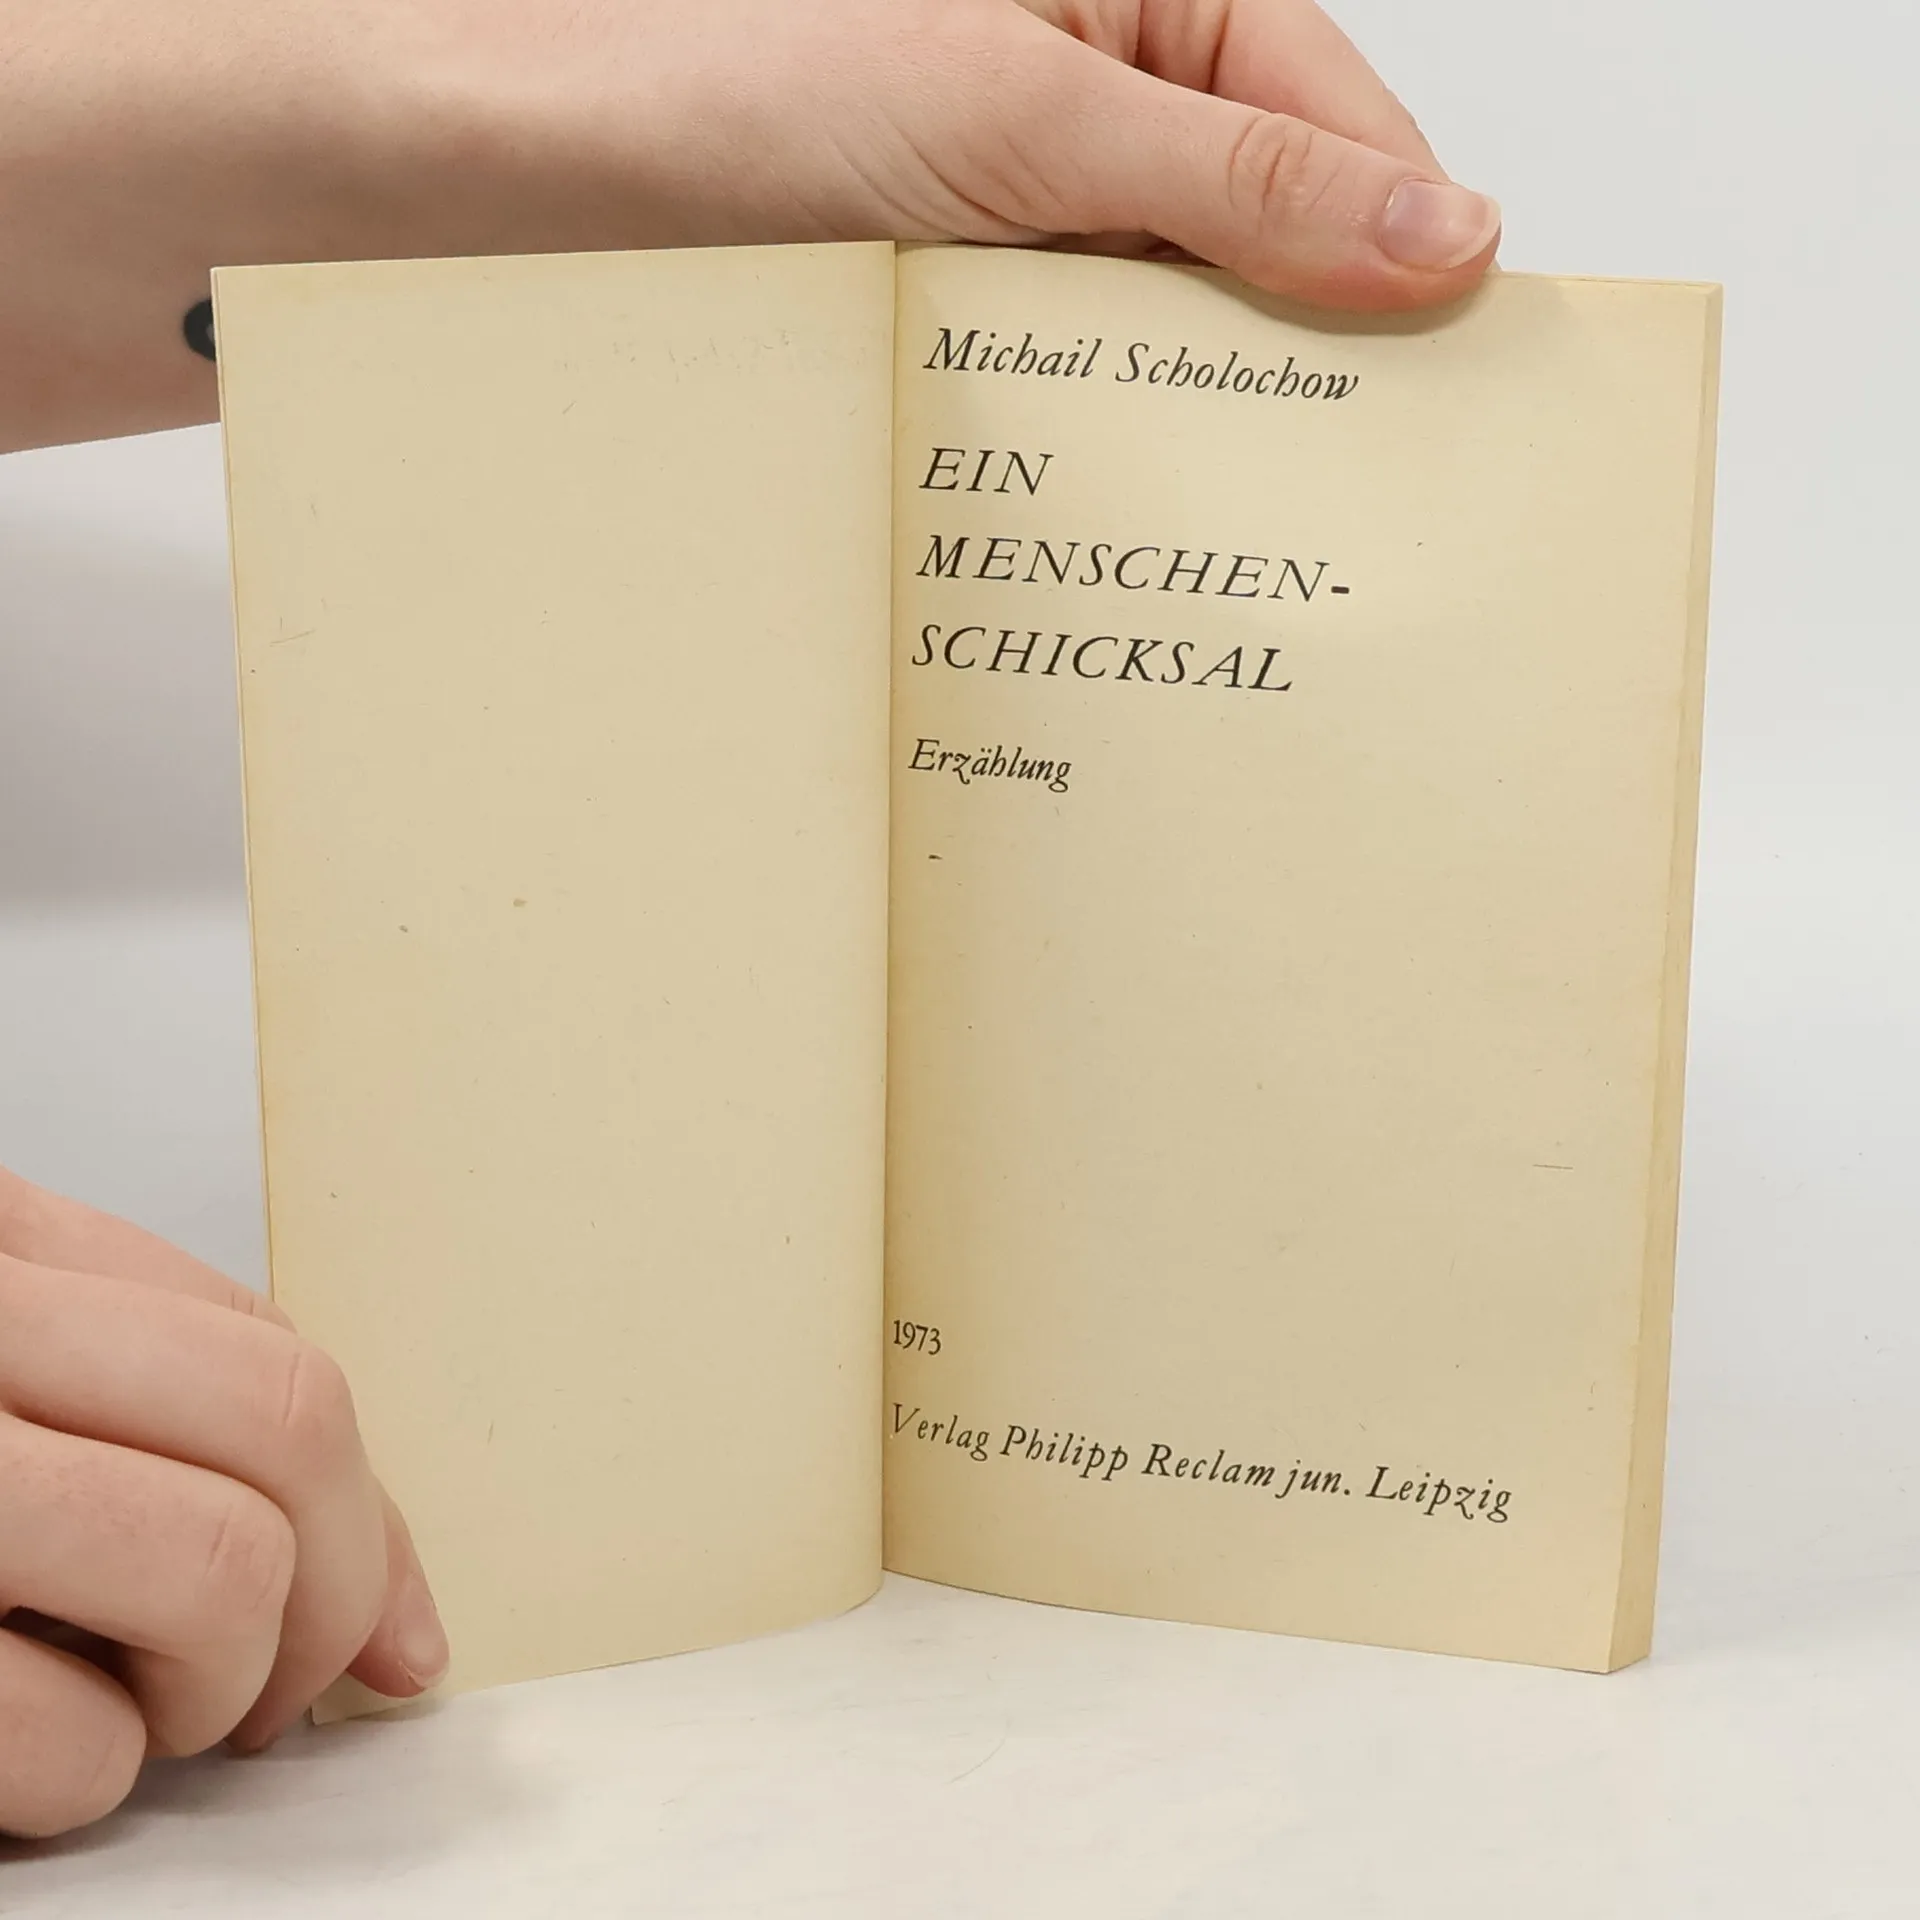 Michail Scholochow
EIN
MENSCHEN-
SCHICKSAL
Erzählung
1973
Verlag Philipp Reclam jun. Leipzig